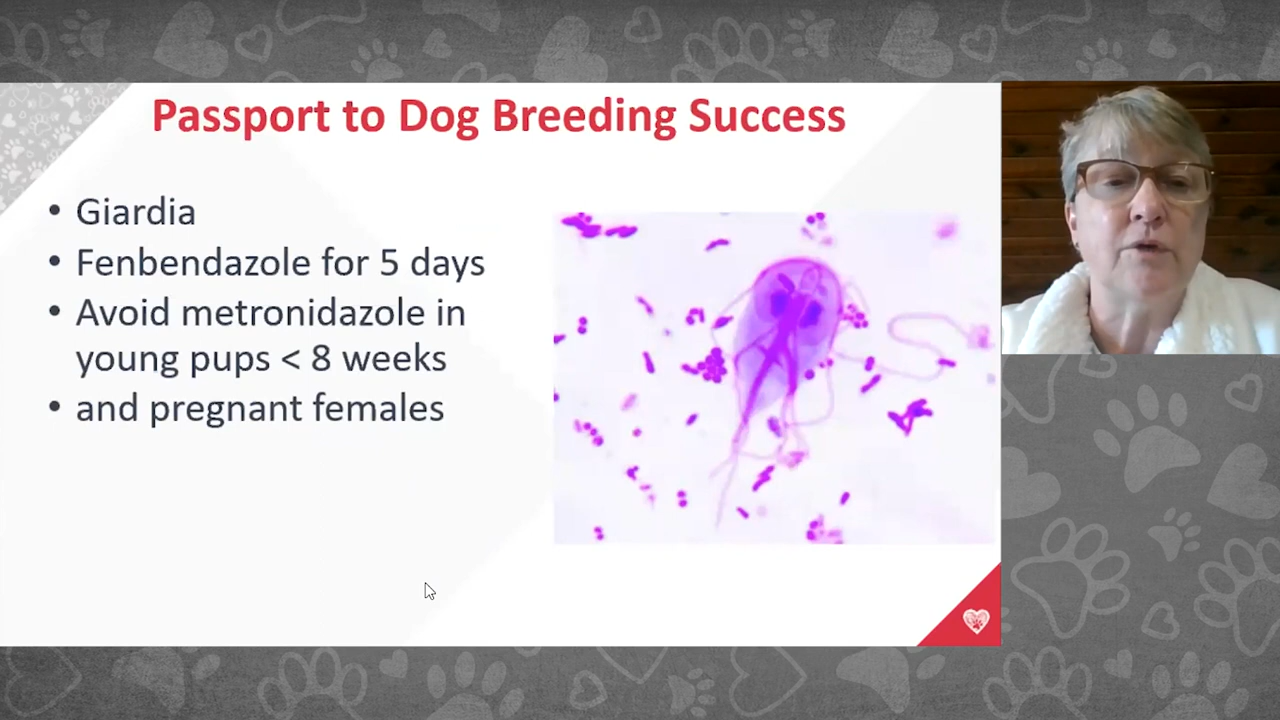 Passport to Dog Breeding Success
• Giardia
• Fenbendazole for 5 days
• Avoid metronidazole in
young pups < 8 weeks
• and pregnant females